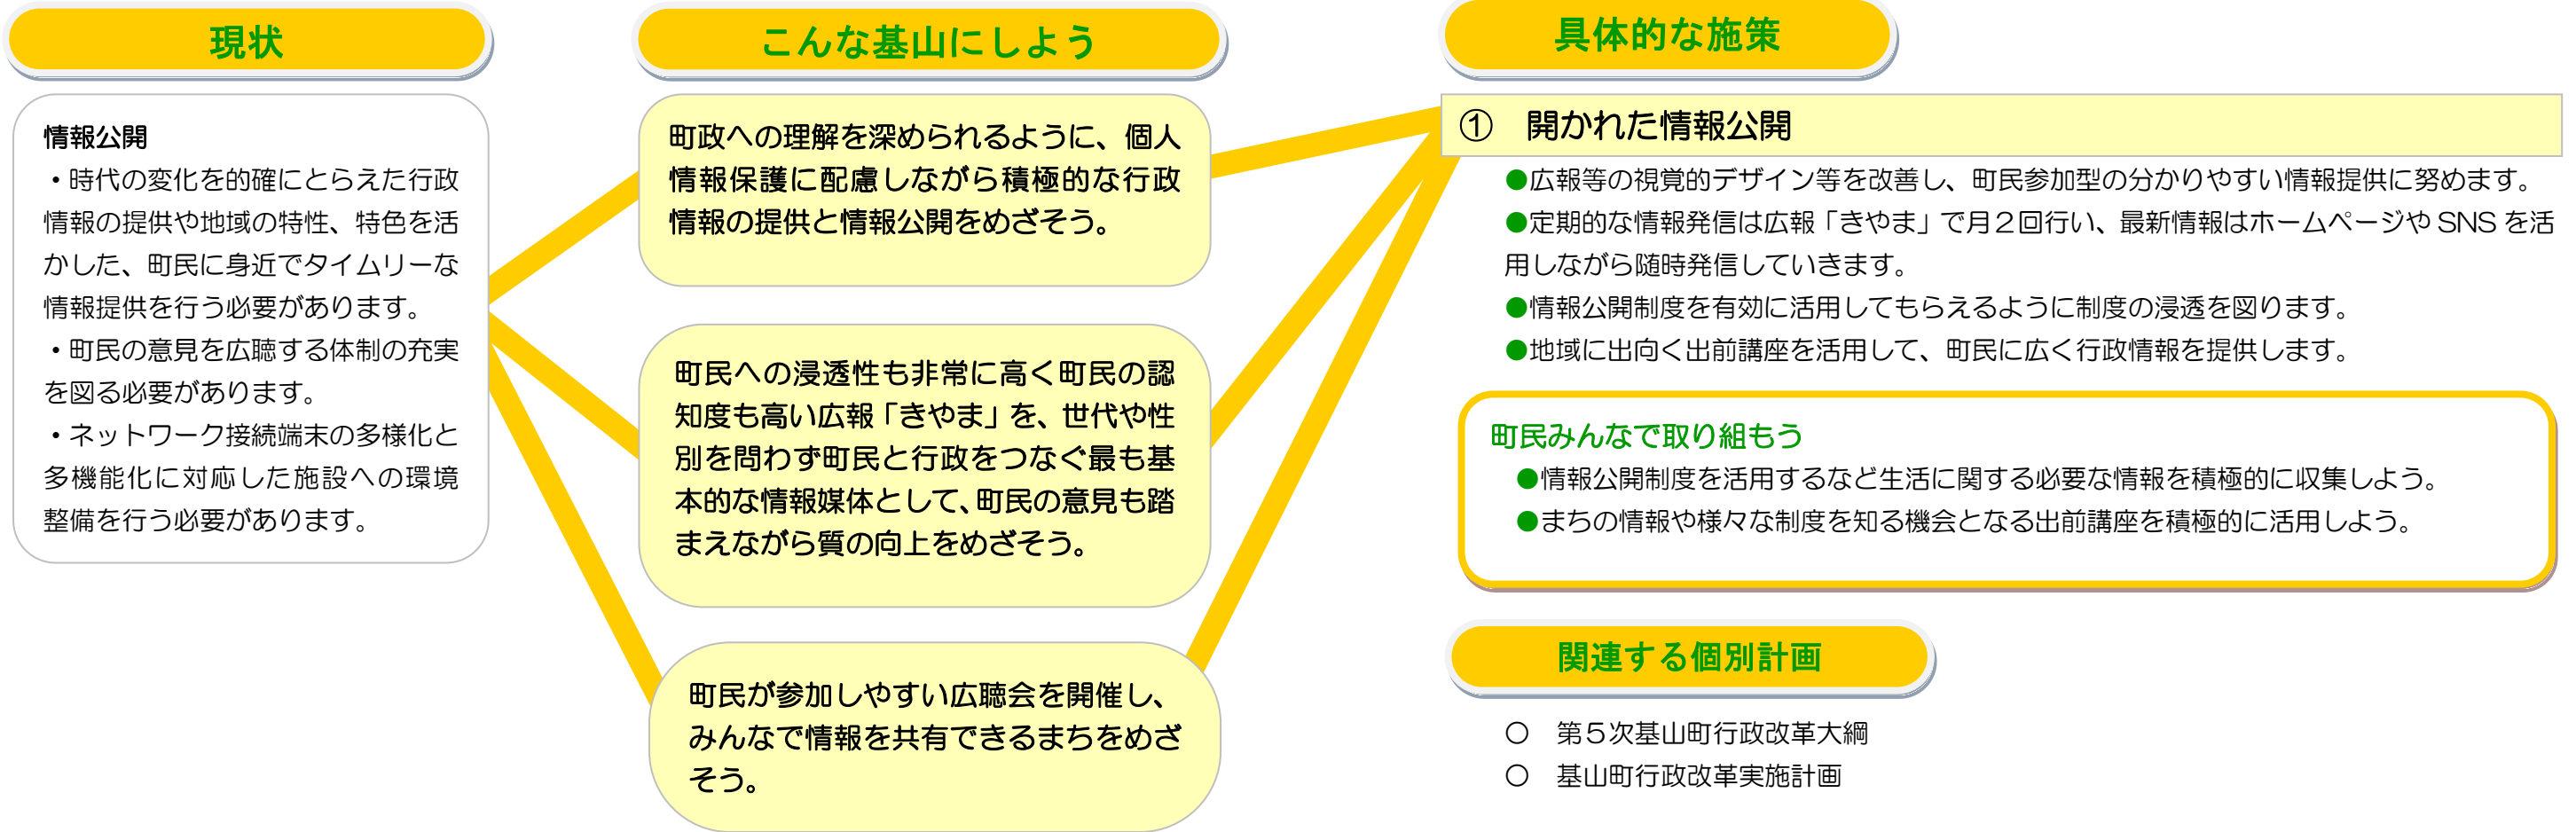 現状
情報公開
・時代の変化を的確にとらえた行政
情報の提供や地域の特性、特色を活
かした、町民に身近でタイムリーな
情報提供を行う必要があります。
・町民の意見を広聴する体制の充実
を図る必要があります。
・ネットワーク接続端末の多様化と
多機能化に対応した施設への環境
整備を行う必要があります。
こんな基山にしよう
町政への理解を深められるように、個人
情報保護に配慮しながら積極的な行政
情報の提供と情報公開をめざそう。
町民への浸透性も非常に高く町民の認
知度も高い広報「きやま」を、世代や性
別を問わず町民と行政をつなぐ最も基
本的な情報媒体として、町民の意見も踏
まえながら質の向上をめざそう。
町民が参加しやすい広聴会を開催し、
みんなで情報を共有できるまちをめざ
そう。
具体的な施策
① 開かれた情報公開
●広報等の視覚的デザイン等を改善し、町民参加型の分かりやすい情報提供に努めます。
●定期的な情報発信は広報「きやま」で月２回行い、最新情報はホームページや SNS を活
用しながら随時発信していきます。
●情報公開制度を有効に活用してもらえるように制度の浸透を図ります。
●地域に出向く出前講座を活用して、町民に広く行政情報を提供します。
町民みんなで取り組もう
●情報公開制度を活用するなど生活に関する必要な情報を積極的に収集しよう。
●まちの情報や様々な制度を知る機会となる出前講座を積極的に活用しよう。
関連する個別計画
○ 第５次基山町行政改革大綱
○ 基山町行政改革実施計画